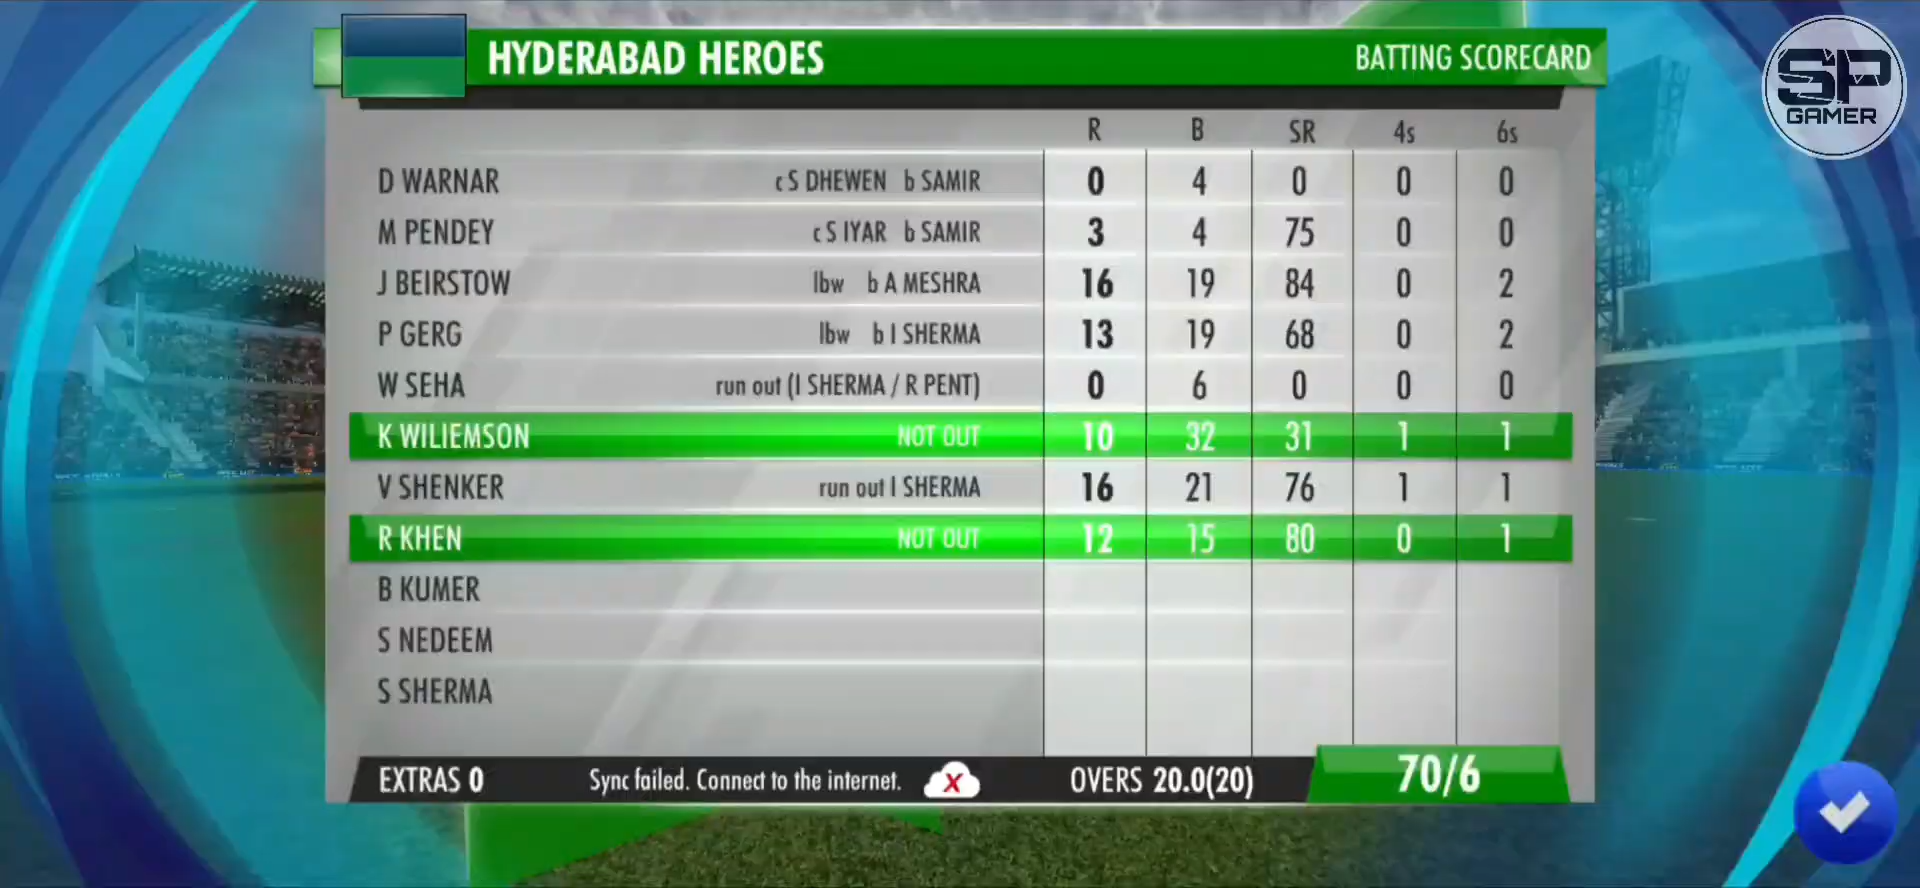 HYDERABAD HEROES BATTING SCORECARD
SP GAMER
R B SR 4s 6s
D WARNAR c S DHEWEN b SAMIR 0 4 0 0 0
M PENDEY c S IYAR b SAMIR 3 4 75 0 0
J BEIRSTOW lbw b A MESHRA 16 19 84 0 2
P GERG lbw b I SHERMA 13 19 68 0 2
W SEHA run out (I SHERMA / R PENT) 0 6 0 0 0
K WILIEMSON NOT OUT 10 32 31 1 1
V SHENKER run out I SHERMA 16 21 76 1 1
R KHEN NOT OUT 12 15 80 0 1
B KUMER
S NEDEEM
S SHERMA
EXTRAS 0 Sync failed. Connect to the internet. X OVERS 20.0(20) 70/6